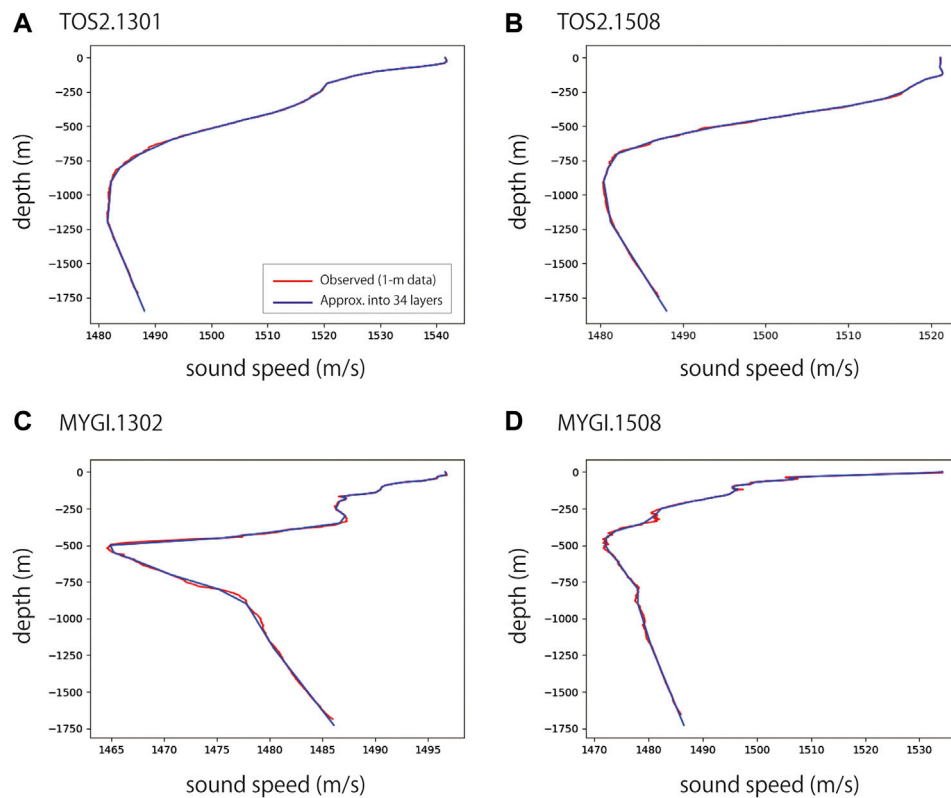 A TOS2.1301
0
−250
−500
−750
−1000
−1250
−1500
−1750
depth (m)
Observed (1-m data)
Approx. into 34 layers
1480 1490 1500 1510 1520 1530 1540
sound speed (m/s)
B TOS2.1508
0
−250
−500
−750
−1000
−1250
−1500
−1750
depth (m)
1480 1490 1500 1510 1520
sound speed (m/s)
C MYGI.1302
0
−250
−500
−750
−1000
−1250
−1500
−1750
depth (m)
1465 1470 1475 1480 1485 1490 1495
sound speed (m/s)
D MYGI.1508
0
−250
−500
−750
−1000
−1250
−1500
−1750
depth (m)
1470 1480 1490 1500 1510 1520 1530
sound speed (m/s)